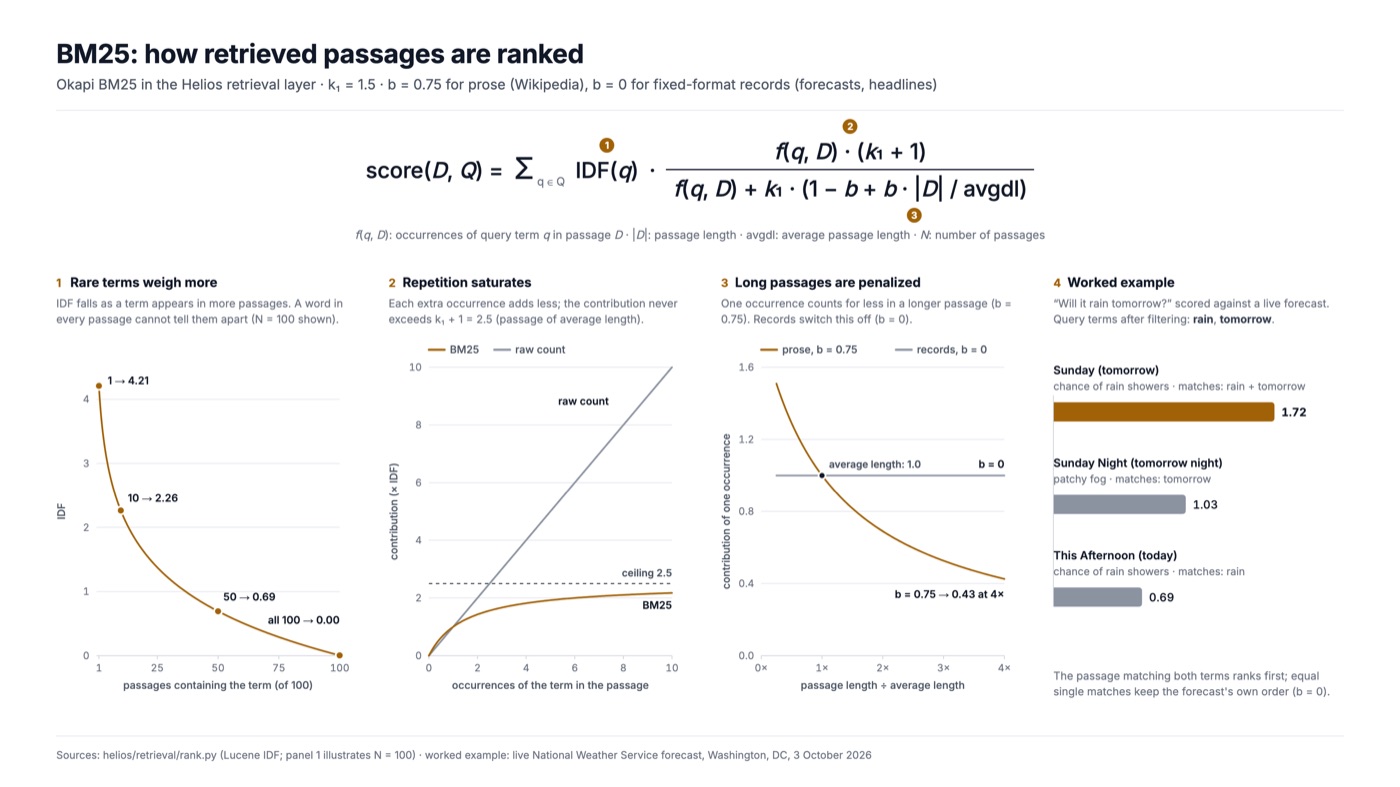 BM25: how retrieved passages are ranked
Okapi BM25 in the Helios retrieval layer · k₁ = 1.5 · b = 0.75 for prose (Wikipedia), b = 0 for fixed-format records (forecasts, headlines)
score(D, Q) = Σ q ∈ Q IDF(q) · f(q, D) · (k₁ + 1) / f(q, D) + k₁ · (1 − b + b · |D| / avgdl)
1
2
3
f(q, D): occurrences of query term q in passage D · |D|: passage length · avgdl: average passage length · N: number of passages
1 Rare terms weigh more
IDF falls as a term appears in more passages. A word in
every passage cannot tell them apart (N = 100 shown).
IDF
4
3
2
1
0
1 → 4.21
10 → 2.26
50 → 0.69
all 100 → 0.00
1 25 50 75 100
passages containing the term (of 100)
2 Repetition saturates
Each extra occurrence adds less; the contribution never
exceeds k₁ + 1 = 2.5 (passage of average length).
BM25 raw count
contribution (× IDF)
10
8
6
4
2
0
raw count
ceiling 2.5
BM25
0 2 4 6 8 10
occurrences of the term in the passage
3 Long passages are penalized
One occurrence counts for less in a longer passage (b =
0.75). Records switch this off (b = 0).
prose, b = 0.75 records, b = 0
contribution of one occurrence
1.6
1.2
0.8
0.4
0.0
average length: 1.0
b = 0
b = 0.75 → 0.43 at 4×
0× 1× 2× 3× 4×
passage length ÷ average length
4 Worked example
“Will it rain tomorrow?” scored against a live forecast.
Query terms after filtering: rain, tomorrow.
Sunday (tomorrow)
chance of rain showers · matches: rain + tomorrow
1.72
Sunday Night (tomorrow night)
patchy fog · matches: tomorrow
1.03
This Afternoon (today)
chance of rain showers · matches: rain
0.69
The passage matching both terms ranks first; equal
single matches keep the forecast's own order (b = 0).
Sources: helios/retrieval/rank.py (Lucene IDF; panel 1 illustrates N = 100) · worked example: live National Weather Service forecast, Washington, DC, 3 October 2026